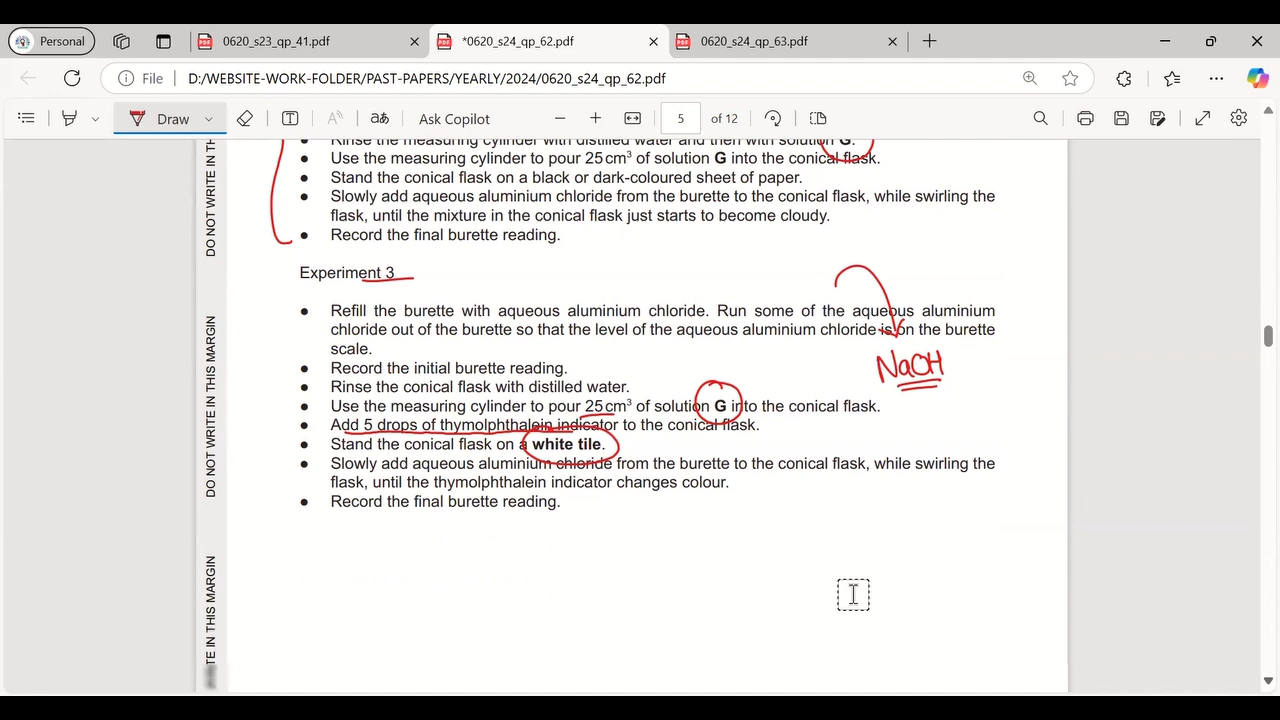 Personal
0620_s23_qp_41.pdf
*0620_s24_qp_62.pdf
0620_s24_qp_63.pdf
File
D:/WEBSITE-WORK-FOLDER/PAST-PAPERS/YEARLY/2024/0620_s24_qp_62.pdf
Draw
Ask Copilot
5
of 12
• Rinse the measuring cylinder with distilled water and then with solution G.
• Use the measuring cylinder to pour 25 cm³ of solution G into the conical flask.
• Stand the conical flask on a black or dark-coloured sheet of paper.
• Slowly add aqueous aluminium chloride from the burette to the conical flask, while swirling the
flask, until the mixture in the conical flask just starts to become cloudy.
• Record the final burette reading.
Experiment 3
• Refill the burette with aqueous aluminium chloride. Run some of the aqueous aluminium
chloride out of the burette so that the level of the aqueous aluminium chloride is on the burette
scale.
• Record the initial burette reading.
NaOH
• Rinse the conical flask with distilled water.
• Use the measuring cylinder to pour 25 cm³ of solution G into the conical flask.
• Add 5 drops of thymolphthalein indicator to the conical flask.
• Stand the conical flask on a white tile.
• Slowly add aqueous aluminium chloride from the burette to the conical flask, while swirling the
flask, until the thymolphthalein indicator changes colour.
• Record the final burette reading.
DO NOT WRITE IN TH
DO NOT WRITE IN THIS MARGIN
TE IN THIS MARGIN